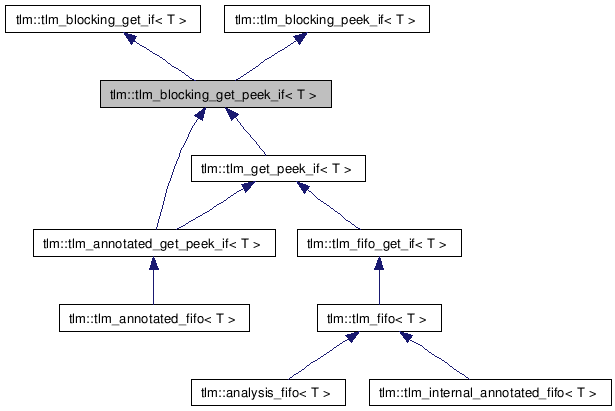 tlm::tlm_blocking_get_if< T >
tlm::tlm_blocking_peek_if< T >
tlm::tlm_blocking_get_peek_if< T >
tlm::tlm_get_peek_if< T >
tlm::tlm_annotated_get_peek_if< T >
tlm::tlm_fifo_get_if< T >
tlm::tlm_annotated_fifo< T >
tlm::tlm_fifo< T >
tlm::analysis_fifo< T >
tlm::tlm_internal_annotated_fifo< T >